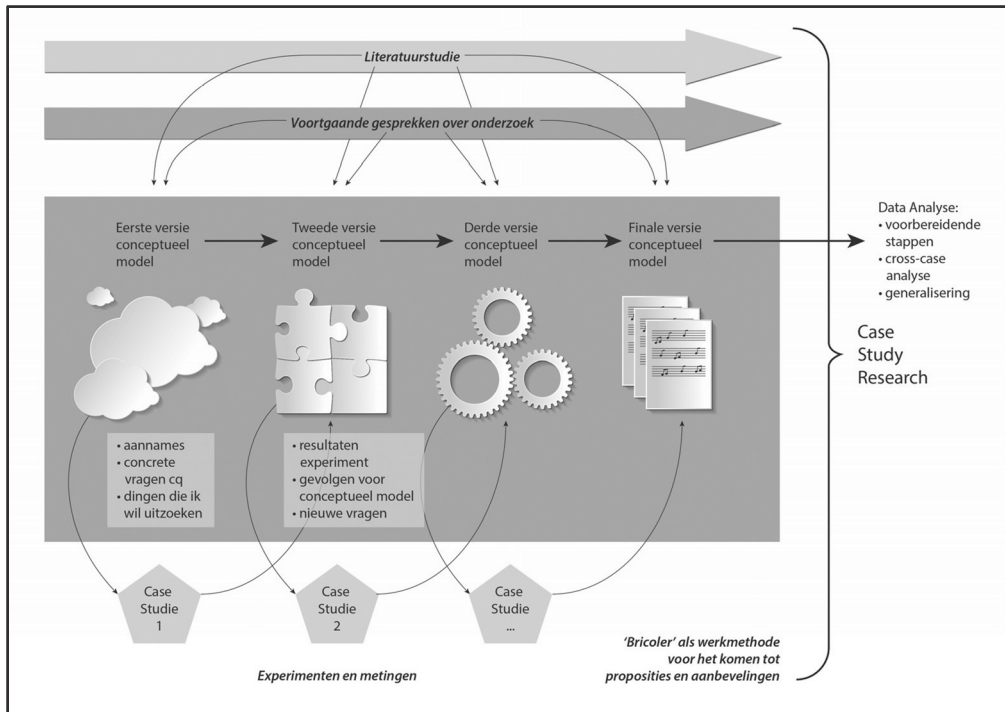 Literatuurstudie
Voortgaande gesprekken over onderzoek
Eerste versie
conceptueel
model
Tweede versie
conceptueel
model
Derde versie
conceptueel
model
Finale versie
conceptueel
model
Data Analyse:
• voorbereidende
stappen
• cross-case
analyse
• generalisering
Case
Study
Research
• aannames
• concrete
vragen cq
• dingen die ik
wil uitzoeken
• resultaten
experiment
• gevolgen voor
conceptueel model
• nieuwe vragen
Case
Studie
1
Case
Studie
2
Case
Studie
...
Experimenten en metingen
'Bricoler' als werkmethode
voor het komen tot
proposities en aanbevelingen